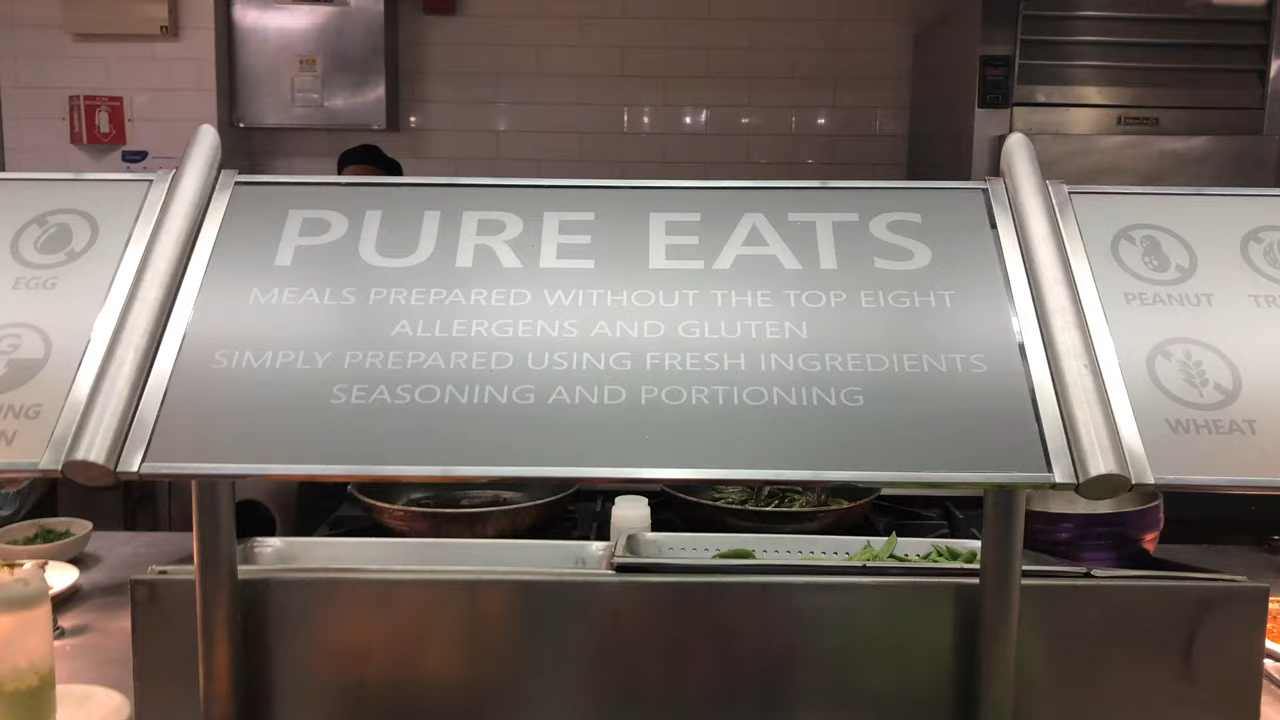 PURE EATS
MEALS PREPARED WITHOUT THE TOP EIGHT
ALLERGENS AND GLUTEN
SIMPLY PREPARED USING FRESH INGREDIENTS
SEASONING AND PORTIONING
EGG
PEANUT
WHEAT